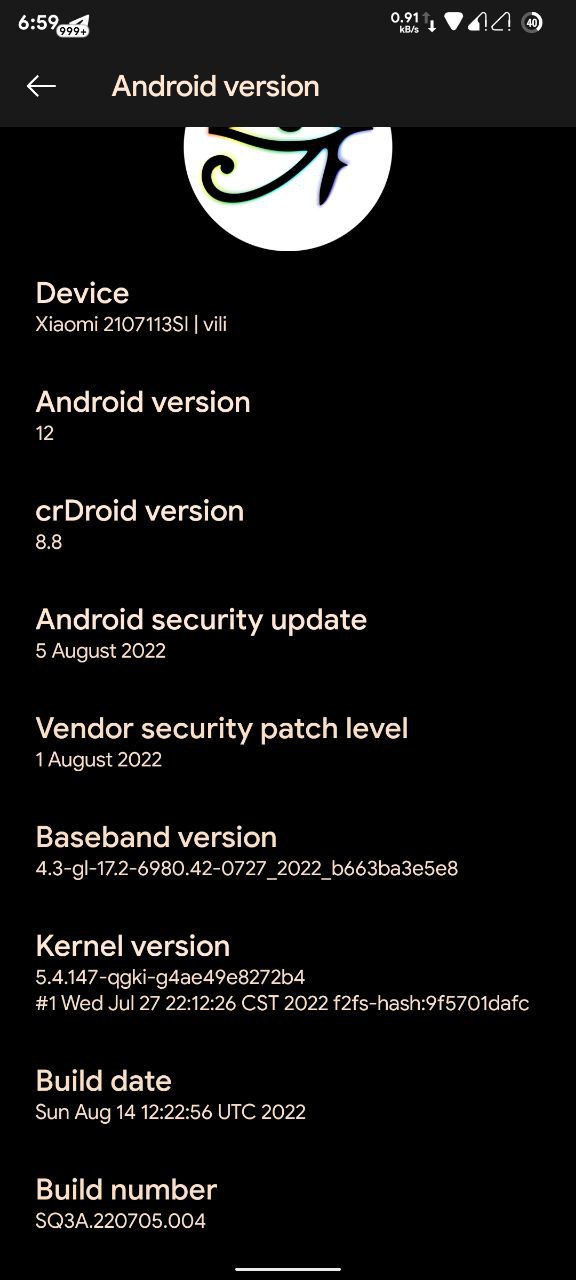 6:59
999+
0.91
kB/s
40
Android version
Device
Xiaomi 2107113SI | vili
Android version
12
crDroid version
8.8
Android security update
5 August 2022
Vendor security patch level
1 August 2022
Baseband version
4.3-gl-17.2-6980.42-0727_2022_b663ba3e5e8
Kernel version
5.4.147-qgki-g4ae49e8272b4
#1 Wed Jul 27 22:12:26 CST 2022 f2fs-hash:9f5701dafc
Build date
Sun Aug 14 12:22:56 UTC 2022
Build number
SQ3A.220705.004